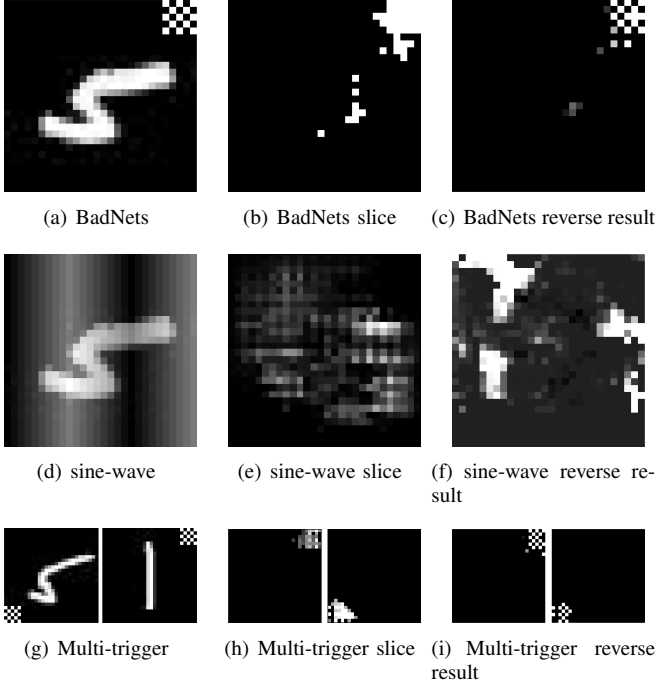 (a) BadNets
(b) BadNets slice
(c) BadNets reverse result
(d) sine-wave
(e) sine-wave slice
(f) sine-wave reverse re-
sult
(g) Multi-trigger
(h) Multi-trigger slice
(i) Multi-trigger reverse
result